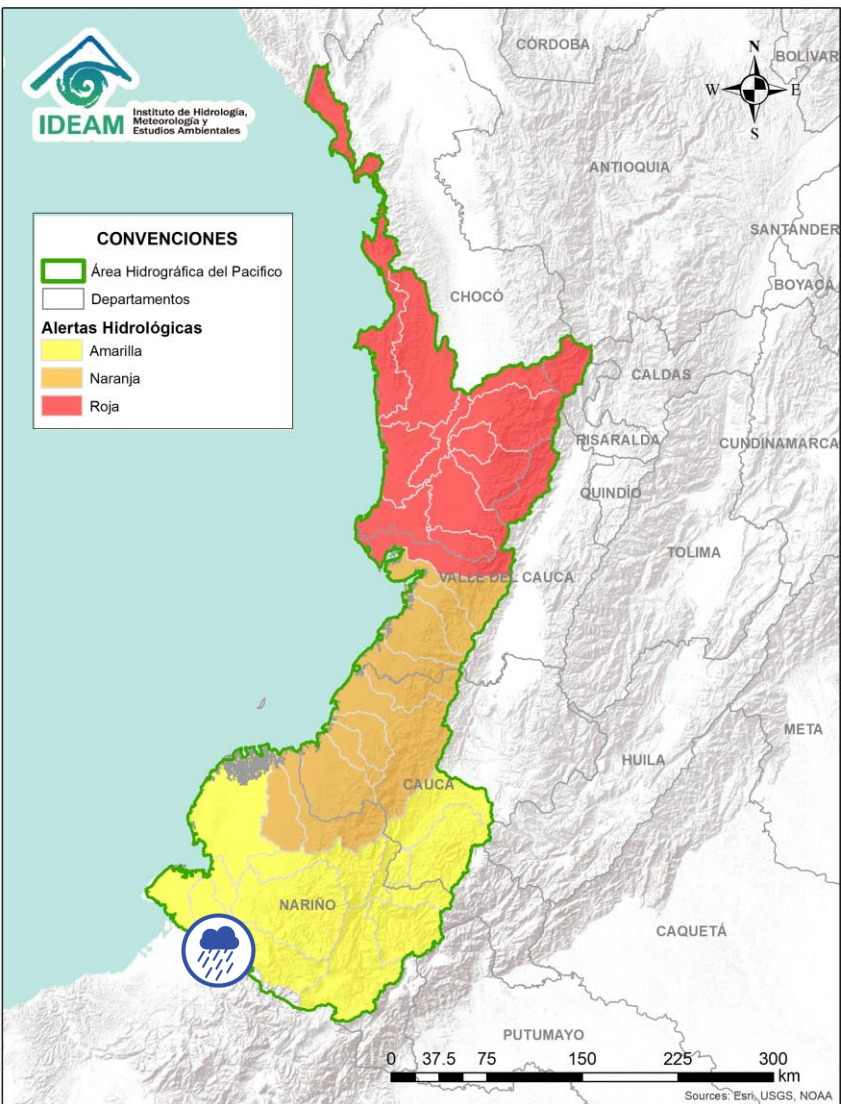 IDEAM
Instituto de Hidrología,
Meteorología y
Estudios Ambientales
CÓRDOBA
BOLÍVAR
N
W
E
S
ANTIOQUIA
SANTANDER
BOYACÁ
CONVENCIONES
Área Hidrográfica del Pacifico
Departamentos
Alertas Hidrológicas
Amarilla
Naranja
Roja
CHOCÓ
CALDAS
RISARALDA
CUNDINAMARCA
QUINDÍO
TOLIMA
VALLE DEL CAUCA
META
HUILA
CAUCA
NARIÑO
CAQUETÁ
PUTUMAYO
0 37.5 75 150 225 300
km
Sources: Esri, USGS, NOAA